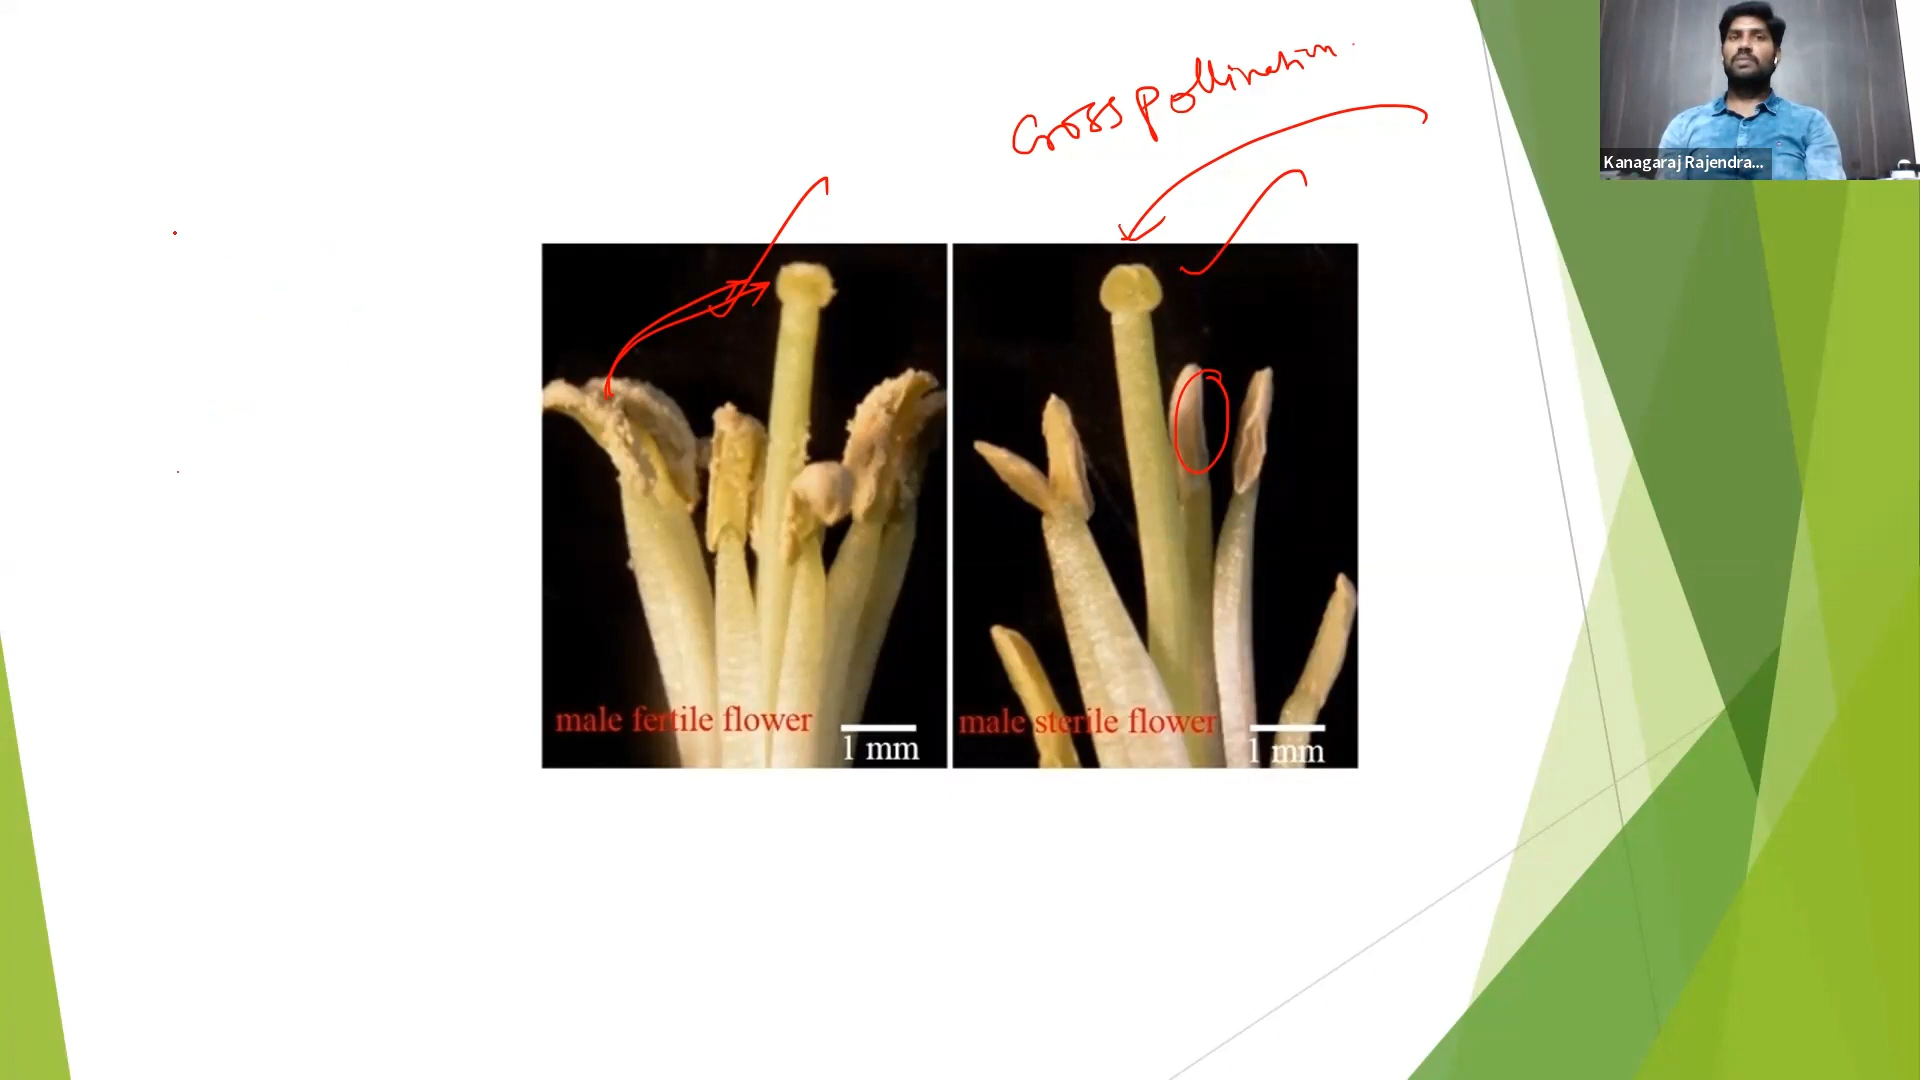 Cross pollination
Kanagaraj Rajendra...
male fertile flower
1 mm
male sterile flower
1 mm